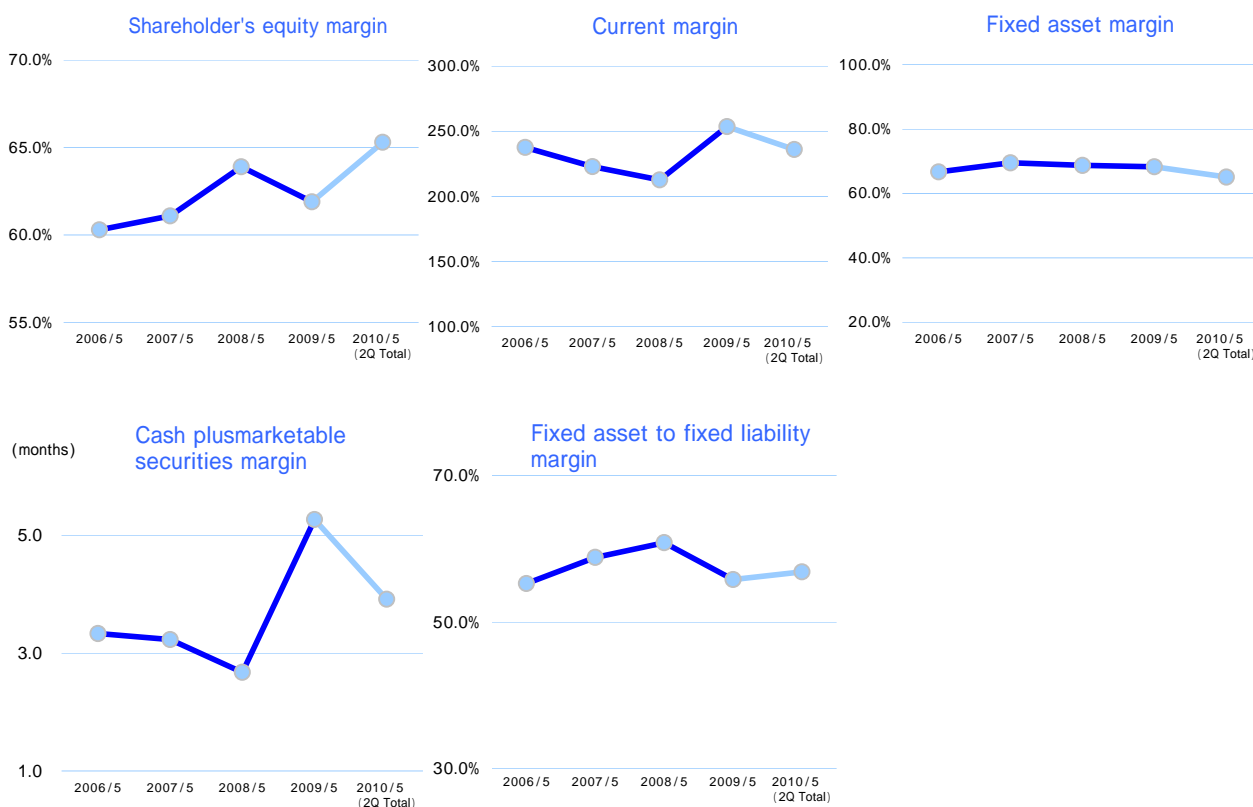 Shareholder's equity margin
70.0%
65.0%
60.0%
55.0%
2006/5 2007/5 2008/5 2009/5 2010/5
(2Q Total)
Current margin
300.0%
250.0%
200.0%
150.0%
100.0%
2006/5 2007/5 2008/5 2009/5 2010/5
(2Q Total)
Fixed asset margin
100.0%
80.0%
60.0%
40.0%
20.0%
2006/5 2007/5 2008/5 2009/5 2010/5
(2Q Total)
(months)
Cash plusmarketable
securities margin
5.0
3.0
1.0
2006/5 2007/5 2008/5 2009/5 2010/5
(2Q Total)
Fixed asset to fixed liability
margin
70.0%
50.0%
30.0%
2006/5 2007/5 2008/5 2009/5 2010/5
(2Q Total)